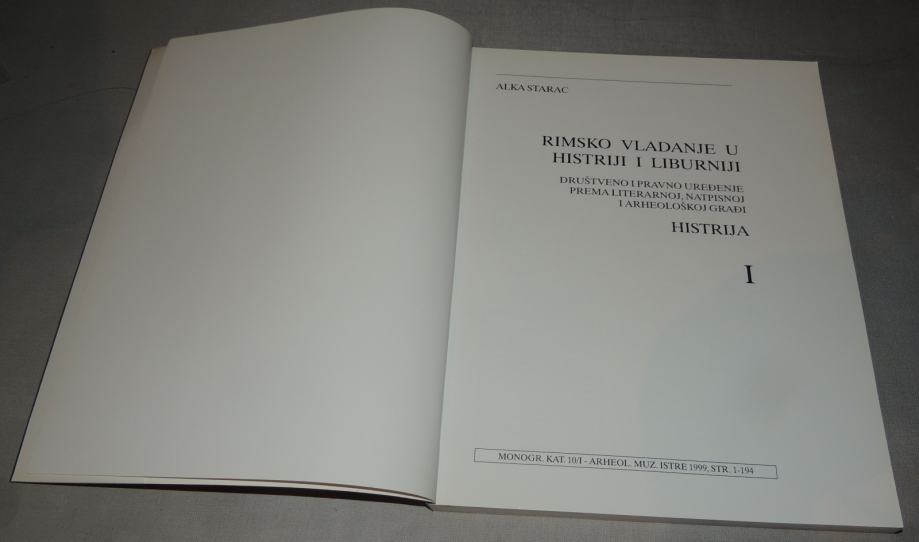 ALKA STARAC
RIMSKO VLADANJE U
HISTRIJI I LIBURNIJI
DRUŠTVENO I PRAVNO UREĐENJE
PREMA LITERARNOJ, NATPISNOJ
I ARHEOLOŠKOJ GRAĐI
HISTRIJA
I
MONOGR. KAT. 10/I - ARHEOL. MUZ. ISTRE 1999, STR. 1-194